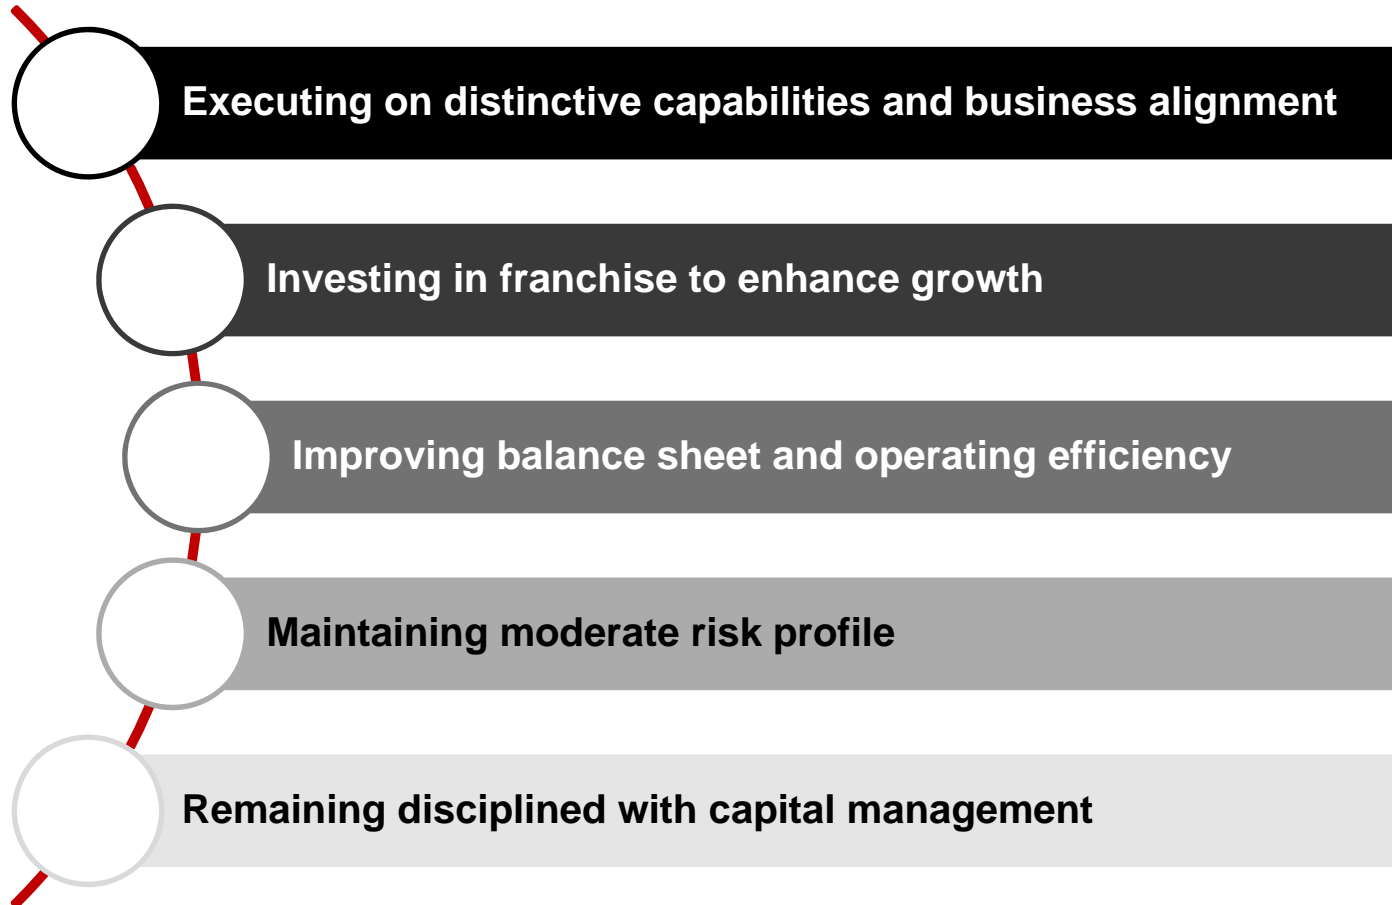 Executing on distinctive capabilities and business alignment
Investing in franchise to enhance growth
Improving balance sheet and operating efficiency
Maintaining moderate risk profile
Remaining disciplined with capital management